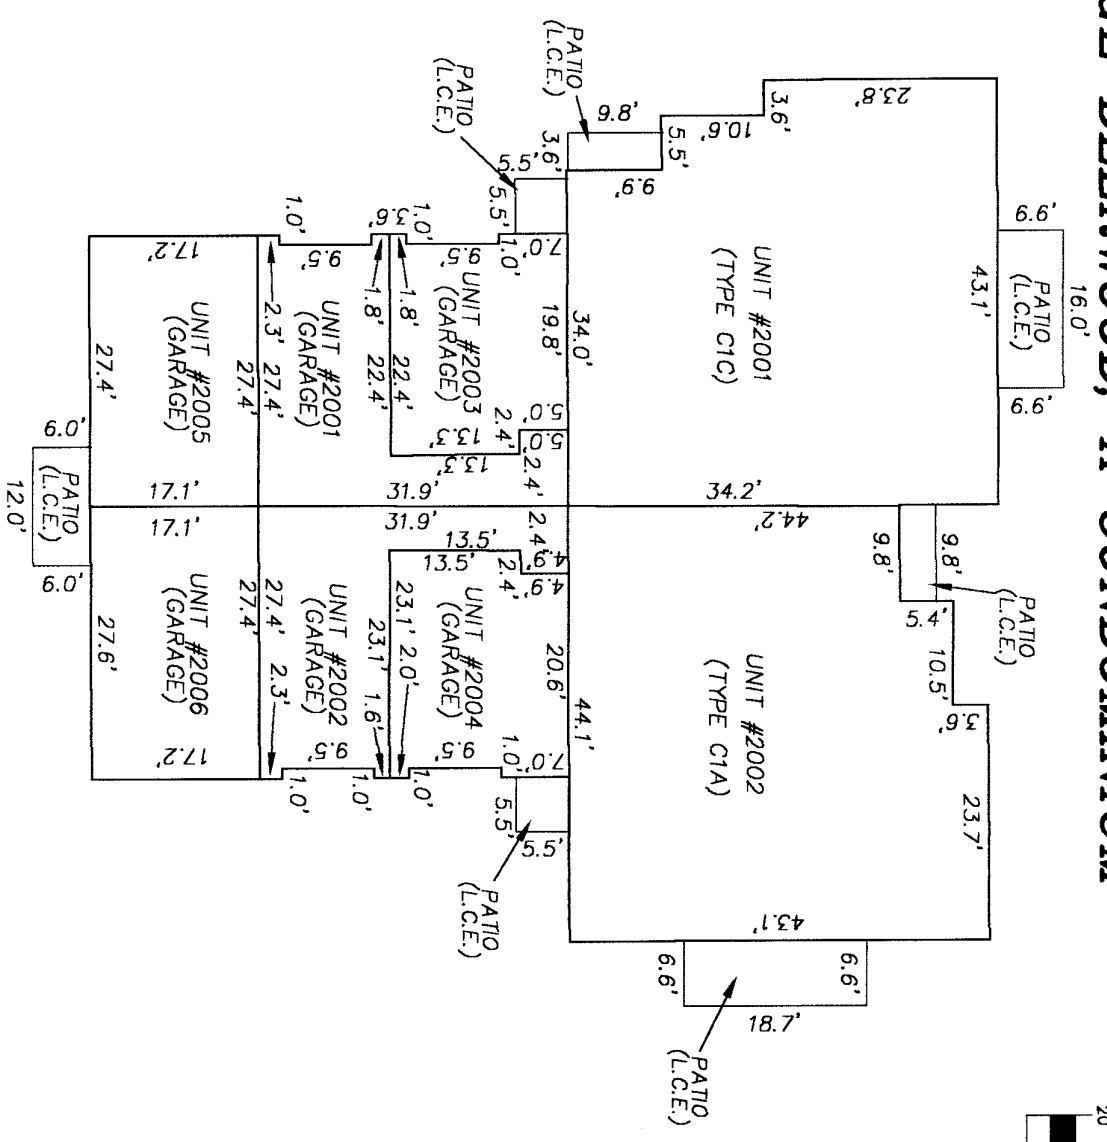 BEENWOOD, A CONDOMINIUM
20
PATIO
(L.C.E.)
PATIO
(L.C.E.)
9.8'
3.6'
5.5'
5.5'
3.6'
10.6'
23.8'
5.5'
9.9'
UNIT #2001
(TYPE C1C)
34.0'
43.1'
9.9'
PATIO
(L.C.E.)
16.0'
9.9'
34.2'
44.2'
9.8'
9.8'
PATIO
(L.C.E.)
5.4'
10.5'
3.6'
23.7'
UNIT #2002
(TYPE C1A)
44.1'
43.1'
6.6'
6.6'
18.7'
PATIO
(L.C.E.)
1.0'
7.0'
9.5'
1.0'
3.6'
1.8'
UNIT #2003
(GARAGE)
19.8'
5.0'
5.0'
2.4'
2.4'
13.3'
13.3'
22.4'
22.4'
1.8'
9.5'
1.0'
2.3'
UNIT #2001
(GARAGE)
27.4'
27.4'
17.2'
UNIT #2005
(GARAGE)
27.4'
17.1'
17.1'
31.9'
31.9'
6.0'
PATIO
(L.C.E.)
12.0'
6.0'
2.4'
4.9'
4.9'
2.4'
13.5'
13.5'
UNIT #2004
(GARAGE)
20.6'
7.0'
1.0'
9.5'
1.0'
2.0'
23.1'
23.1'
1.6'
1.0'
9.5'
1.0'
2.3'
UNIT #2002
(GARAGE)
27.4'
27.4'
UNIT #2006
(GARAGE)
17.2'
27.6'
5.5'
5.5'
PATIO
(L.C.E.)